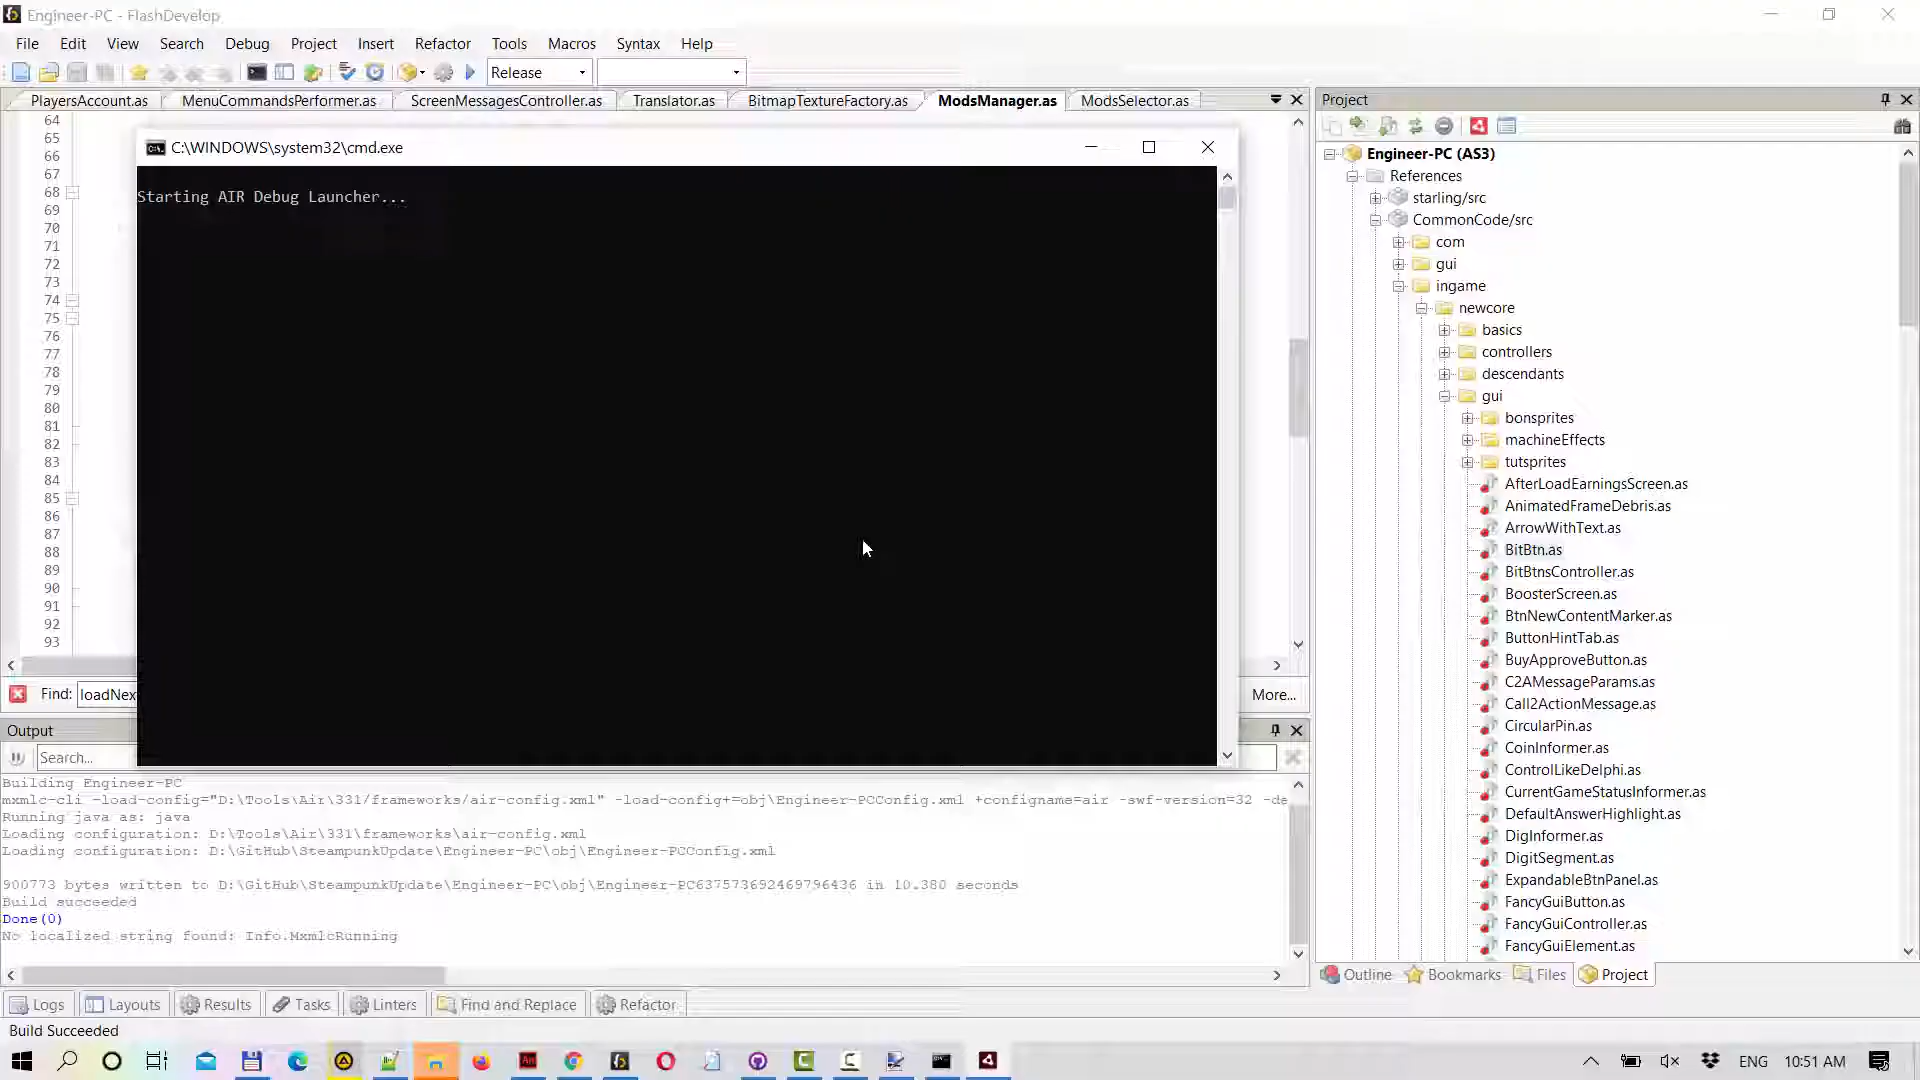 Engineer-PC - FlashDevelop
File Edit View Search Debug Project Insert Refactor Tools Macros Syntax Help
Release
PlayersAccount.as MenuCommandsPerformer.as ScreenMessagesController.as Translator.as BitmapTextureFactory.as ModsManager.as ModsSelector.as
64
65
66
67
68
69
70
71
72
73
74
75
76
77
78
79
80
81
82
83
84
85
86
87
88
89
90
91
92
93
C:\WINDOWS\system32\cmd.exe
Starting AIR Debug Launcher...
Find: loadNex
More...
Output
Search...
Building Engineer-PC
mxmlc-cli -load-config="D:\Tools\Air\331/frameworks/air-config.xml" -load-config+=obj\Engineer-PCConfig.xml +configname=air -swf-version=32 -de
Running java as: java
Loading configuration: D:\Tools\Air\331\frameworks\air-config.xml
Loading configuration: D:\GitHub\SteampunkUpdate\Engineer-PC\obj\Engineer-PCConfig.xml
900773 bytes written to D:\GitHub\SteampunkUpdate\Engineer-PC\obj\Engineer-PC637573692469796436 in 10.380 seconds
Build succeeded
Done(0)
No localized string found: Info.MxmlcRunning
Logs Layouts Results Tasks Linters Find and Replace Refactor
Build Succeeded
Project
Engineer-PC (AS3)
References
starling/src
CommonCode/src
com
gui
ingame
newcore
basics
controllers
descendants
gui
bonsprites
machineEffects
tutsprites
AfterLoadEarningsScreen.as
AnimatedFrameDebris.as
ArrowWithText.as
BitBtn.as
BitBtnsController.as
BoosterScreen.as
BtnNewContentMarker.as
ButtonHintTab.as
BuyApproveButton.as
C2AMessageParams.as
Call2ActionMessage.as
CircularPin.as
CoinInformer.as
ControlLikeDelphi.as
CurrentGameStatusInformer.as
DefaultAnswerHighlight.as
DigInformer.as
DigitSegment.as
ExpandableBtnPanel.as
FancyGuiButton.as
FancyGuiController.as
FancyGuiElement.as
Outline Bookmarks Files Project
ENG 10:51 AM